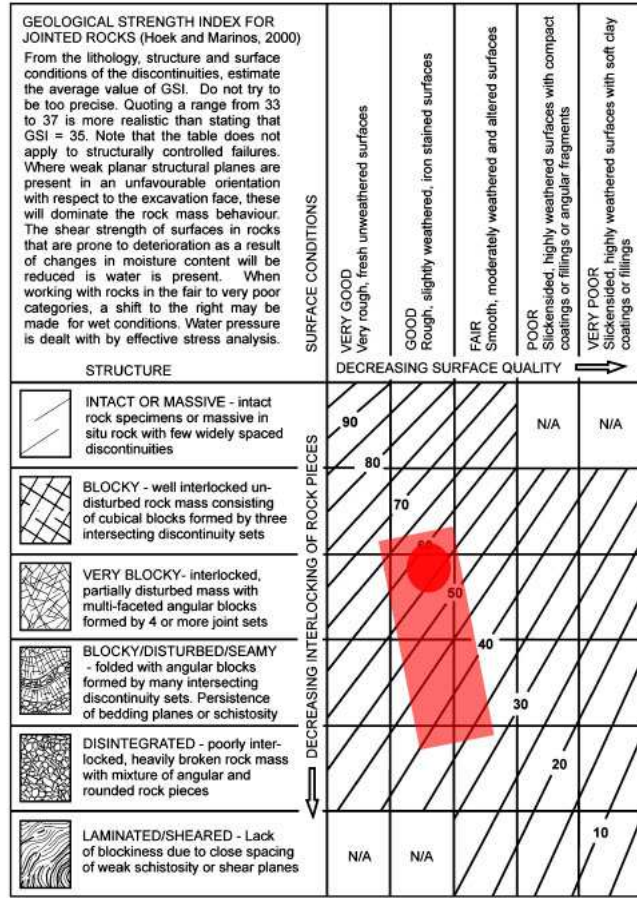 GEOLOGICAL STRENGTH INDEX FOR
JOINTED ROCKS (Hoek and Marinos, 2000)
From the lithology, structure and surface
conditions of the discontinuities, estimate
the average value of GSI. Do not try to
be too precise. Quoting a range from 33
to 37 is more realistic than stating that
GSI = 35. Note that the table does not
apply to structurally controlled failures.
Where weak planar structural planes are
present in an unfavourable orientation
with respect to the excavation face, these
will dominate the rock mass behaviour.
The shear strength of surfaces in rocks
that are prone to deterioration as a result
of changes in moisture content will be
reduced is water is present. When
working with rocks in the fair to very poor
categories, a shift to the right may be
made for wet conditions. Water pressure
is dealt with by effective stress analysis.
SURFACE CONDITIONS
VERY GOOD
Very rough, fresh unweathered surfaces
GOOD
Rough, slightly weathered, iron stained surfaces
FAIR
Smooth, moderately weathered and altered surfaces
POOR
Slickensided, highly weathered surfaces with compact
coatings or fillings or angular fragments
VERY POOR
Slickensided, highly weathered surfaces with soft clay
coatings or fillings
STRUCTURE
DECREASING SURFACE QUALITY
DECREASING INTERLOCKING OF ROCK PIECES
INTACT OR MASSIVE - intact
rock specimens or massive in
situ rock with few widely spaced
discontinuities
90
80
N/A
N/A
BLOCKY - well interlocked un-
disturbed rock mass consisting
of cubical blocks formed by three
intersecting discontinuity sets
70
VERY BLOCKY- interlocked,
partially disturbed mass with
multi-faceted angular blocks
formed by 4 or more joint sets
50
BLOCKY/DISTURBED/SEAMY
- folded with angular blocks
formed by many intersecting
discontinuity sets. Persistence
of bedding planes or schistosity
40
30
DISINTEGRATED - poorly inter-
locked, heavily broken rock mass
with mixture of angular and
rounded rock pieces
20
LAMINATED/SHEARED - Lack
of blockiness due to close spacing
of weak schistosity or shear planes
N/A
N/A
10